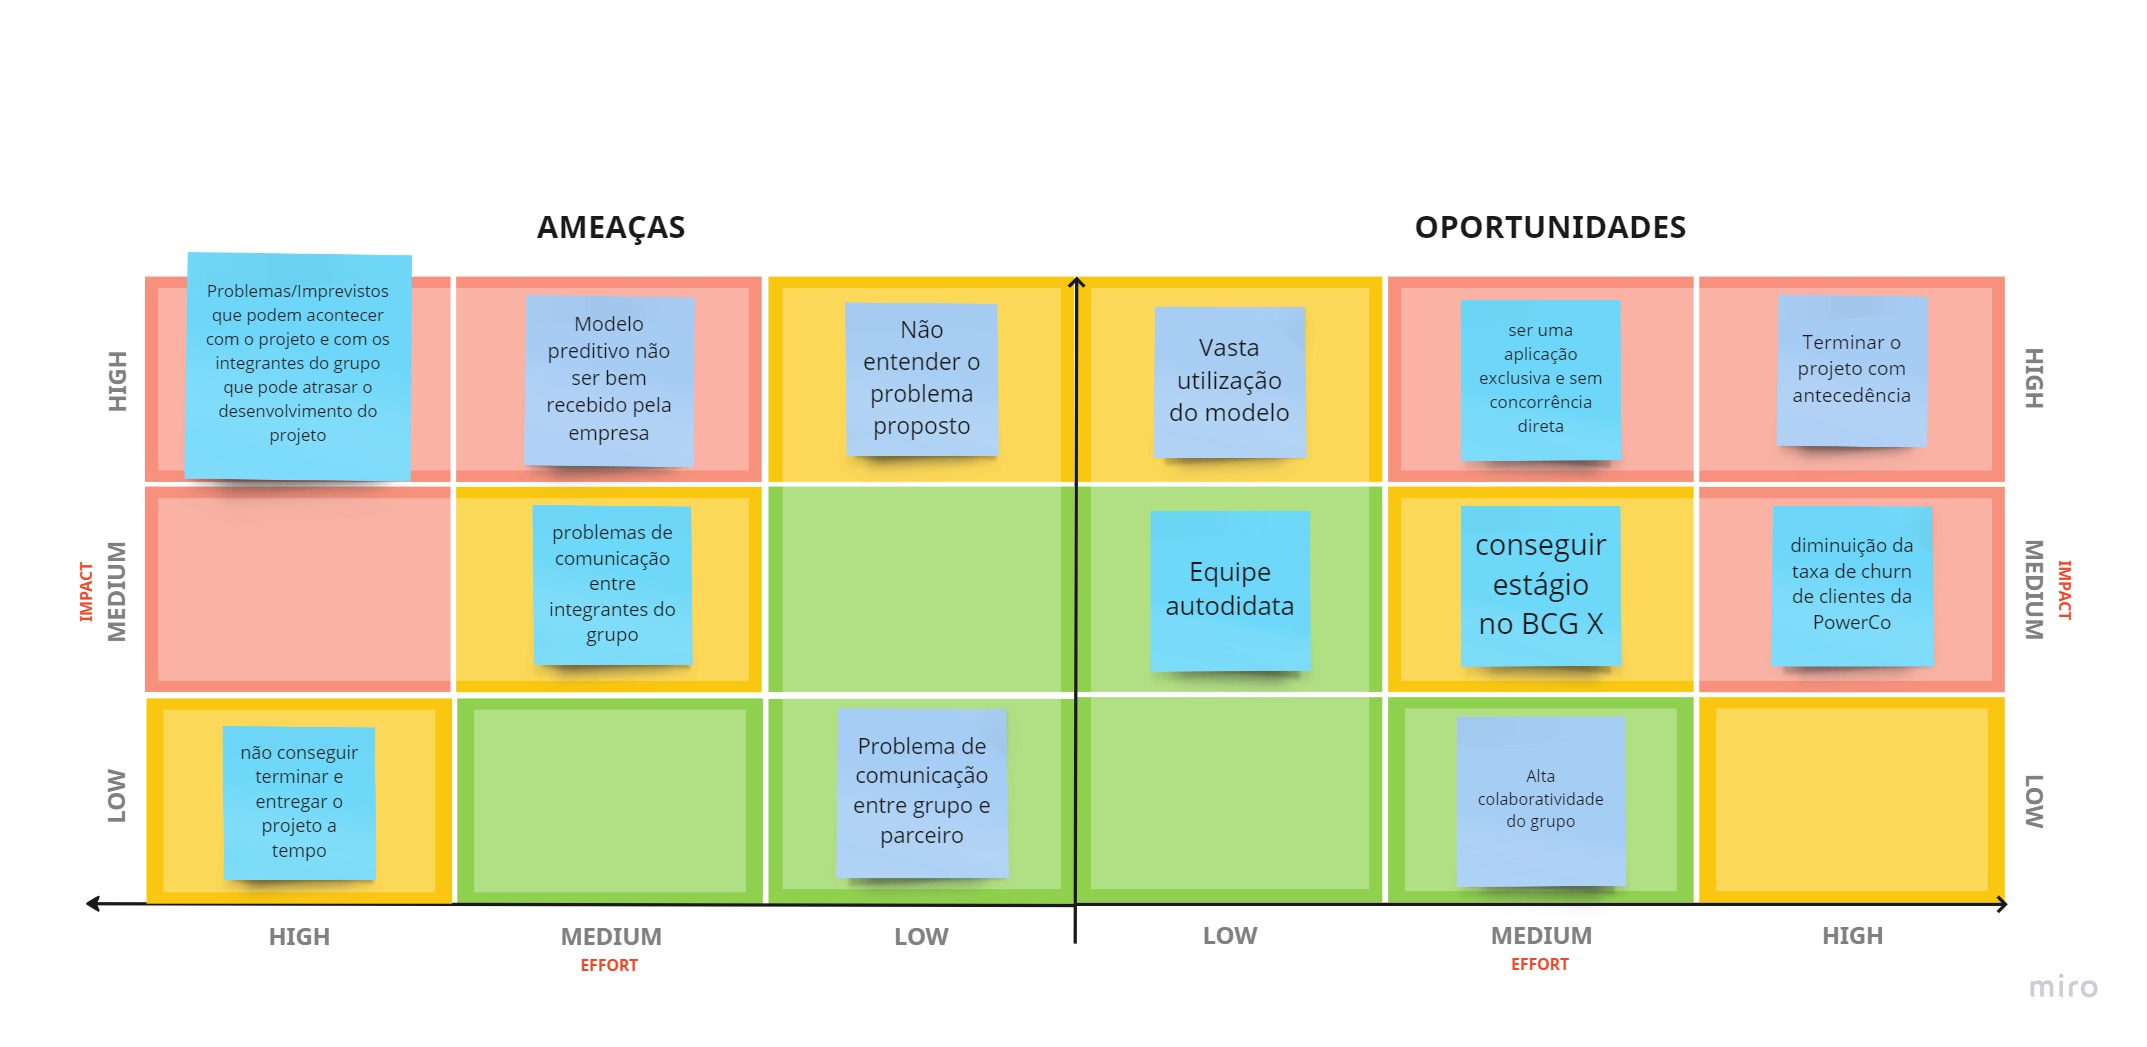 AMEAÇAS
OPORTUNIDADES
Problemas/Imprevistos
que podem acontecer
com o projeto e com os
integrantes do grupo
que pode atrasar o
desenvolvimento do
projeto
Modelo
preditivo não
ser bem
recebido pela
empresa
Não
entender o
problema
proposto
Vasta
utilização
do modelo
ser uma
aplicação
exclusiva e sem
concorrência
direta
Terminar o
projeto com
antecedência
HIGH
HIGH
problemas de
comunicação
entre
integrantes do
grupo
Equipe
autodidata
conseguir
estágio
no BCG X
diminuição da
taxa de churn
de clientes da
PowerCo
IMPACT
MEDIUM
MEDIUM
IMPACT
não conseguir
terminar e
entregar o
projeto a
tempo
Problema de
comunicação
entre grupo e
parceiro
Alta
colaboratividade
do grupo
LOW
LOW
HIGH
MEDIUM
LOW
LOW
MEDIUM
HIGH
EFFORT
EFFORT
miro